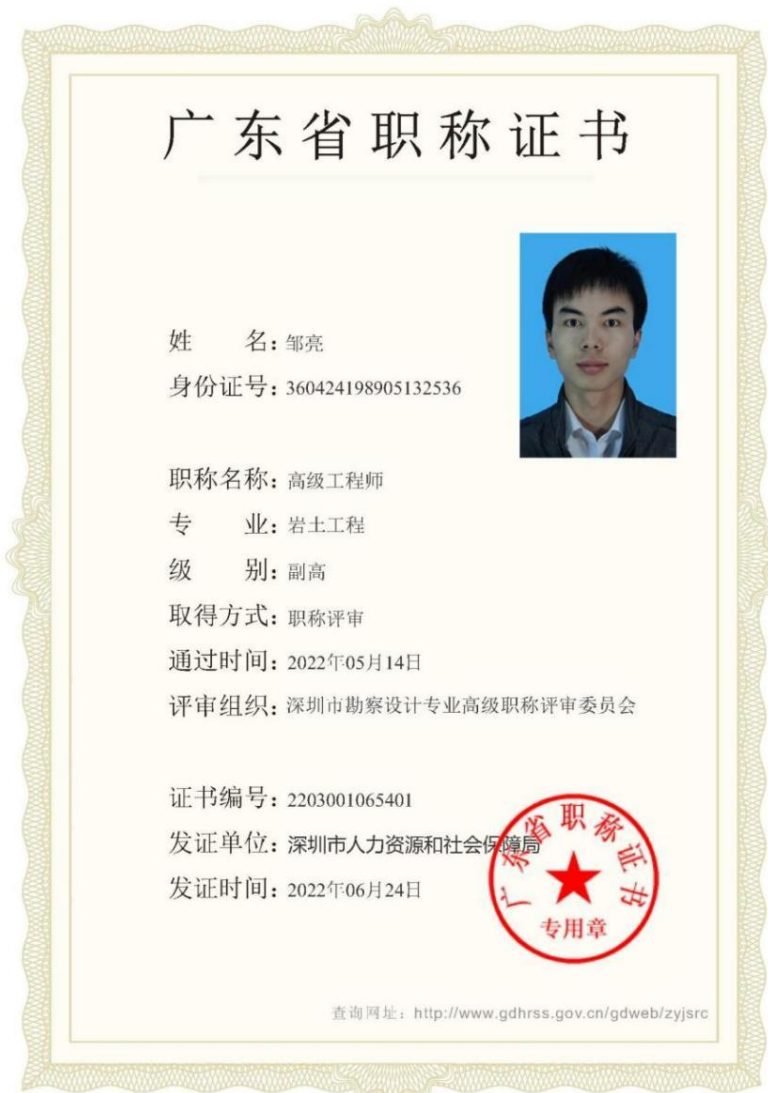 广东省职称证书
姓 名：邹亮
身份证号：360424198905132536
职称名称：高级工程师
专 业：岩土工程
级 别：副高
取得方式：职称评审
通过时间：2022年05月14日
评审组织：深圳市勘察设计专业高级职称评审委员会
证书编号：2203001065401
发证单位：深圳市人力资源和社会保障局
发证时间：2022年06月24日
广东省职称证书
专用章
查询网址：http://www.gdhrss.gov.cn/gdweb/zyjsrc